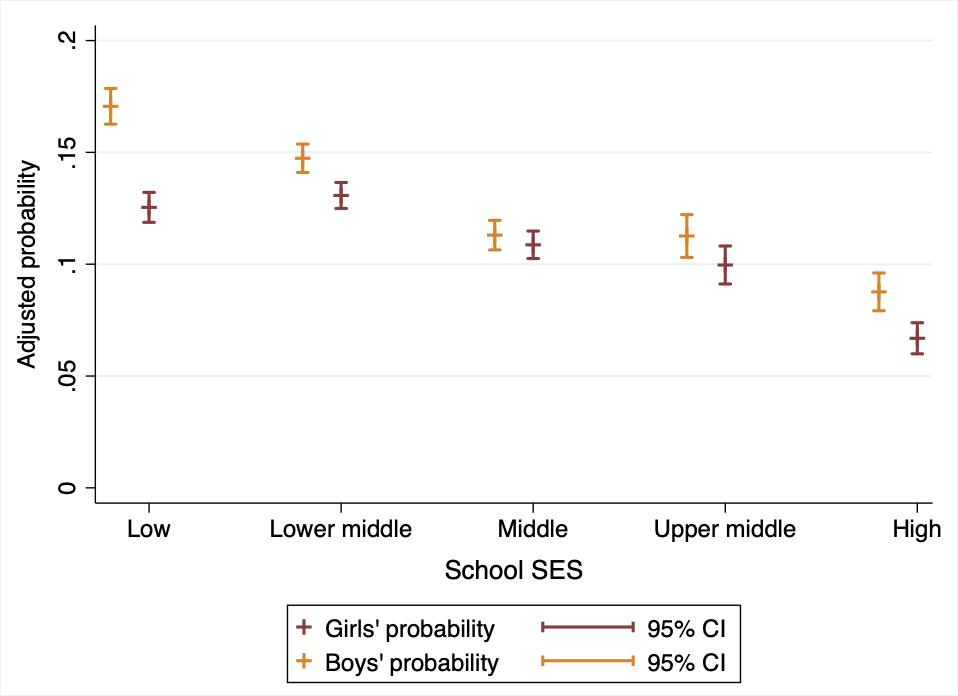 .2
.15
.1
.05
0
Adjusted probability
Low Lower middle Middle Upper middle High
School SES
Girls' probability 95% CI
Boys' probability 95% CI